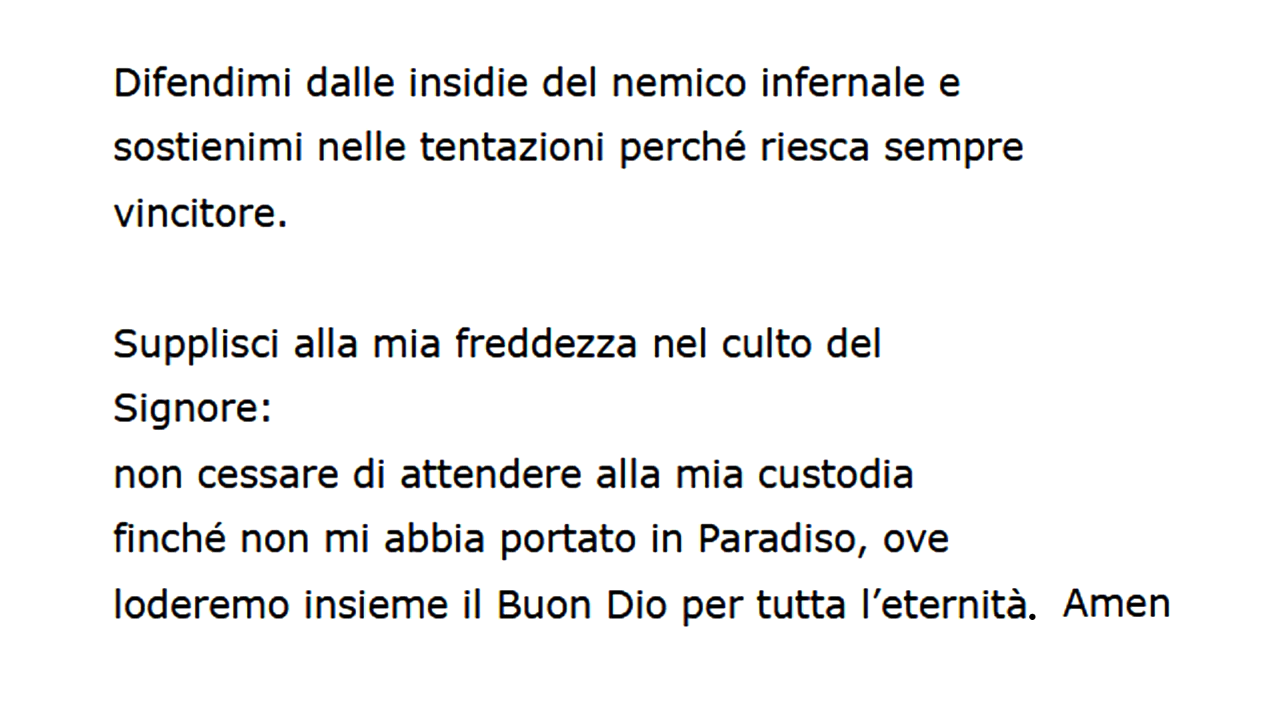 Difendimi dalle insidie del nemico infernale e
sostienimi nelle tentazioni perché riesca sempre
vincitore.
Supplisci alla mia freddezza nel culto del
Signore:
non cessare di attendere alla mia custodia
finché non mi abbia portato in Paradiso, ove
loderemo insieme il Buon Dio per tutta l’eternità. Amen